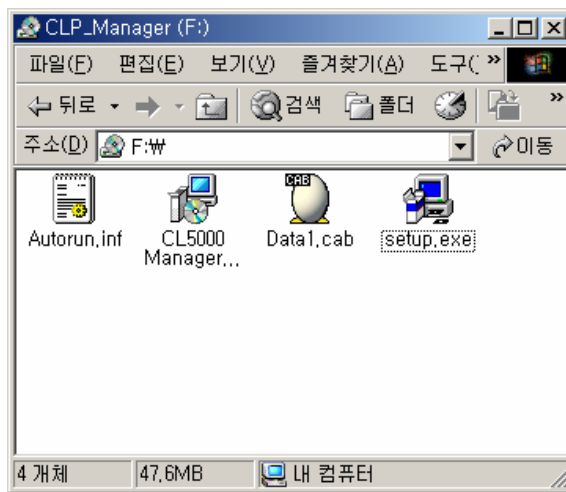 CLP_Manager (F:)
파일(F) 편집(E) 보기(V) 즐겨찾기(A) 도구( »
뒤로 검색 폴더 »
주소(D) F:₩ 이동
Autorun.inf CL5000 Data1.cab setup.exe
Manager...
4 개체 47.6MB 내 컴퓨터